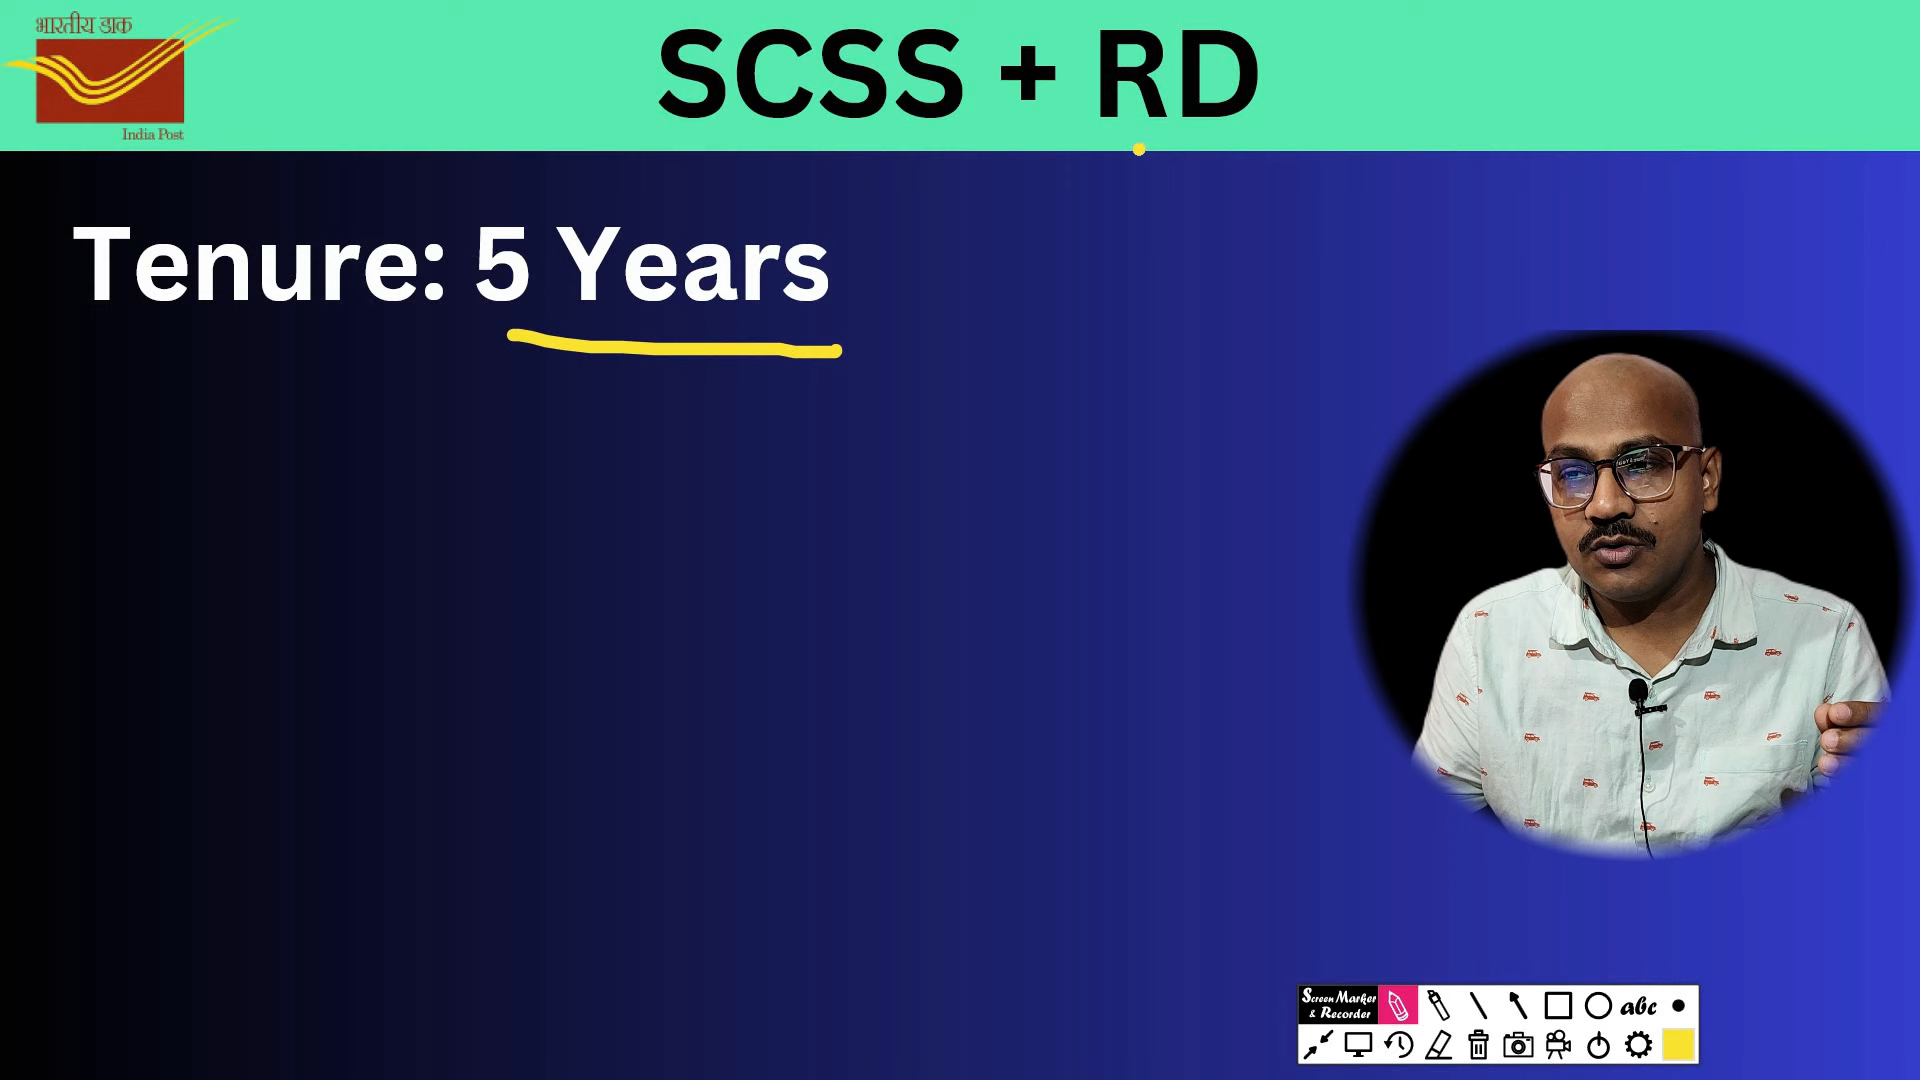 भारतीय डाक
India Post
SCSS + RD
Tenure: 5 Years
Screen Marker
& Recorder
abc